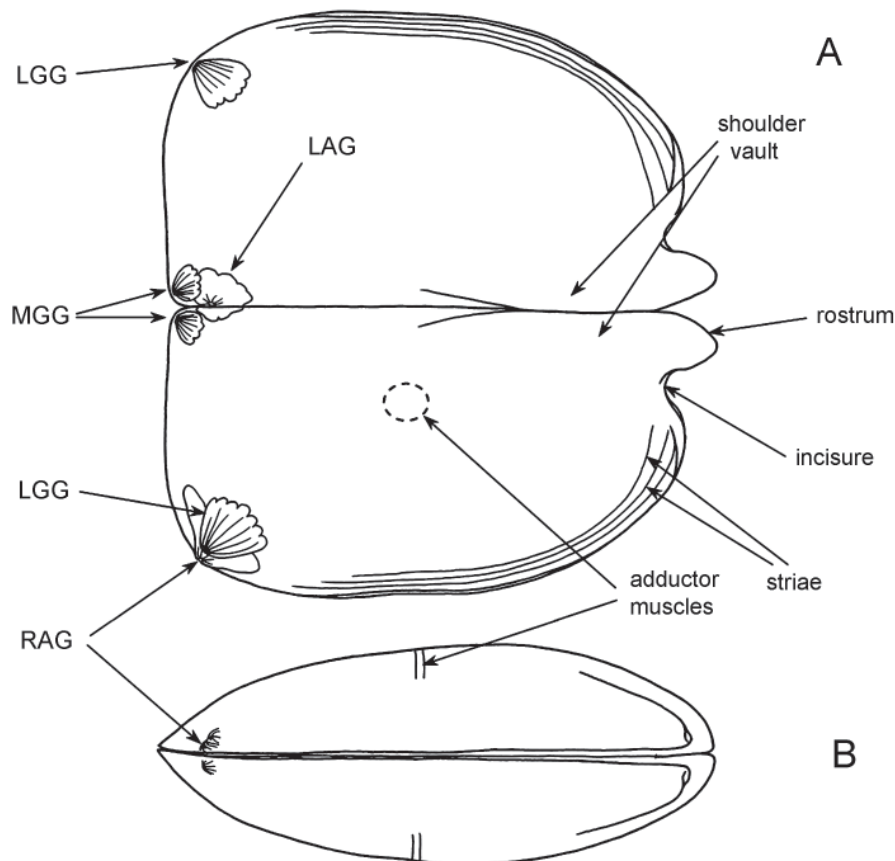 A
LGG
shoulder
vault
LAG
MGG
rostrum
incisure
LGG
adductor
muscles
striae
RAG
B